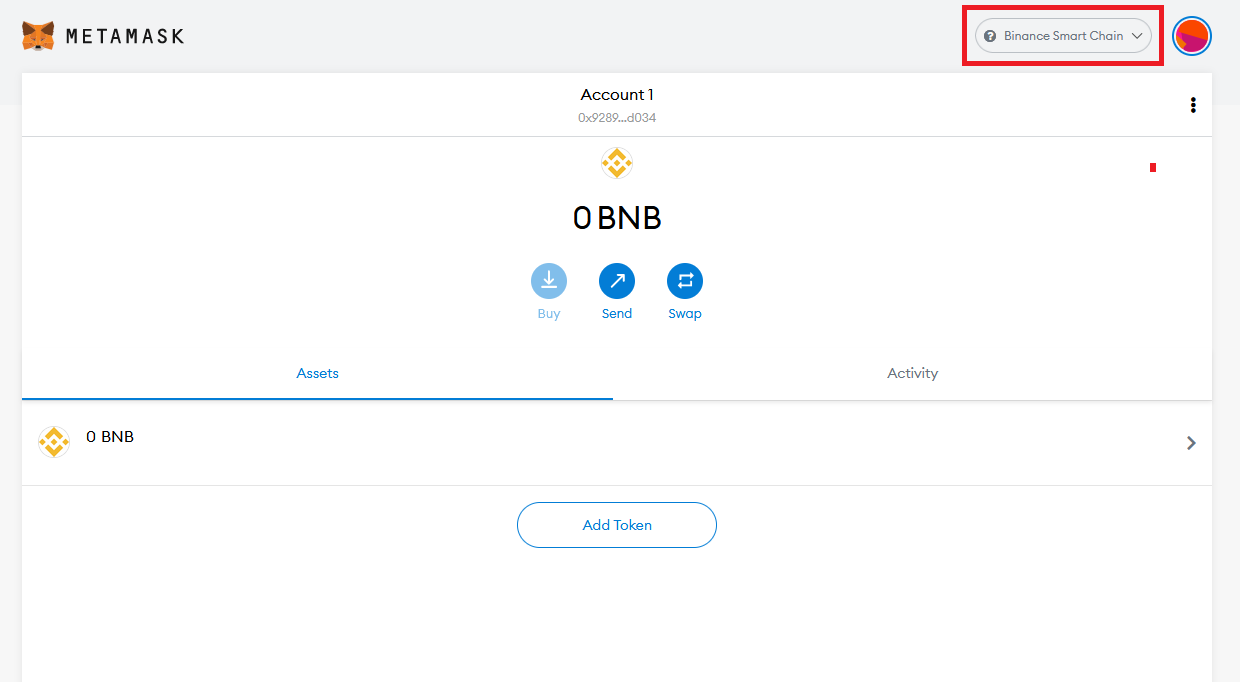 METAMASK
Binance Smart Chain
Account 1
0x9289...d034
0 BNB
Buy
Send
Swap
Assets
Activity
0 BNB
Add Token